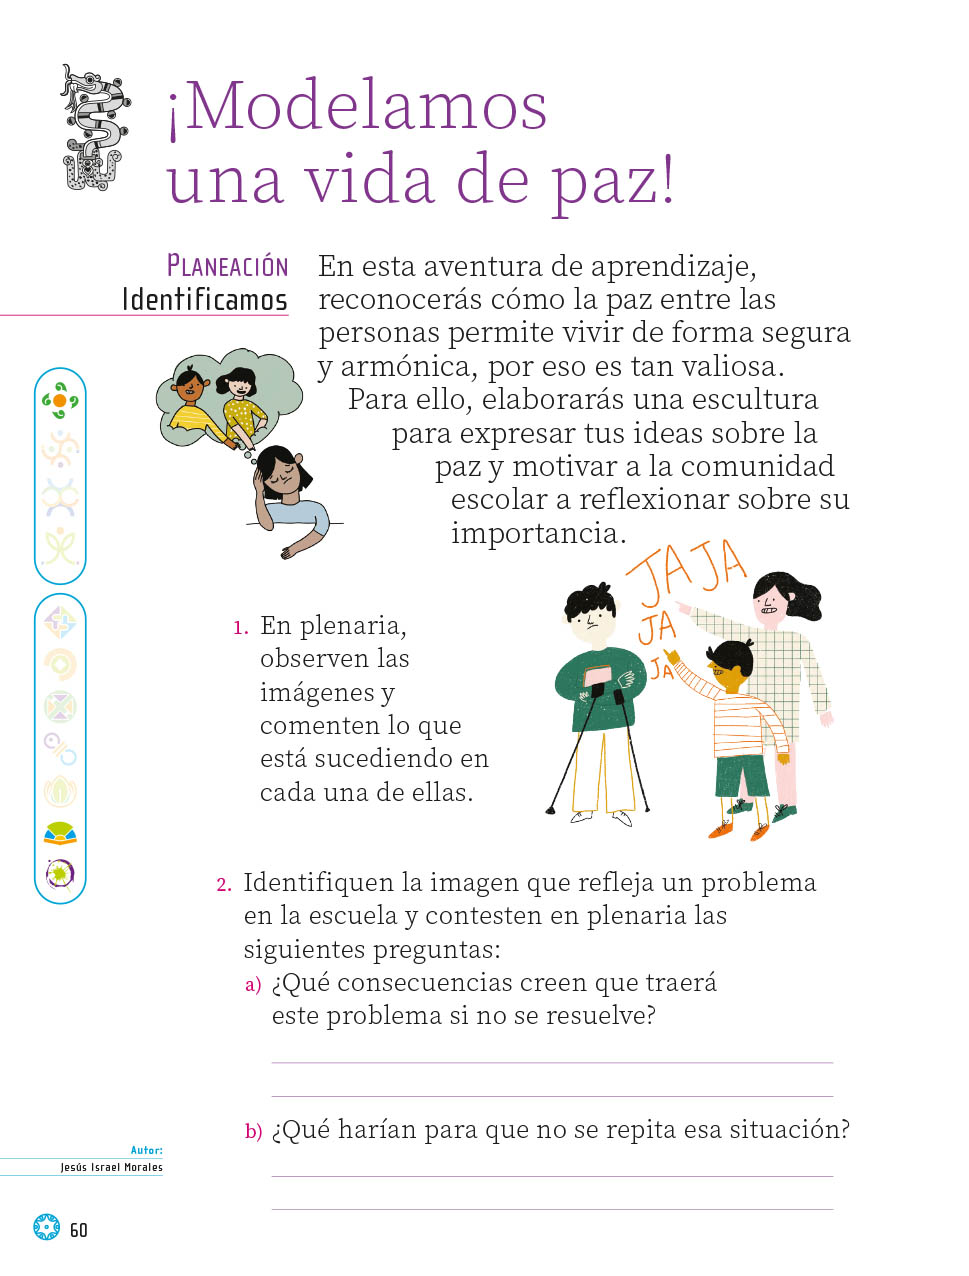 ¡Modelamos
una vida de paz!
Planeación
Identificamos
En esta aventura de aprendizaje,
reconocerás cómo la paz entre las
personas permite vivir de forma segura
y armónica, por eso es tan valiosa.
Para ello, elaborarás una escultura
para expresar tus ideas sobre la
paz y motivar a la comunidad
escolar a reflexionar sobre su
importancia.
JAJAJA
JA
JA
1. En plenaria,
observen las
imágenes y
comenten lo que
está sucediendo en
cada una de ellas.
2. Identifiquen la imagen que refleja un problema
en la escuela y contesten en plenaria las
siguientes preguntas:
a) ¿Qué consecuencias creen que traerá
este problema si no se resuelve?
b) ¿Qué harían para que no se repita esa situación?
Autor:
Jesús Israel Morales
60